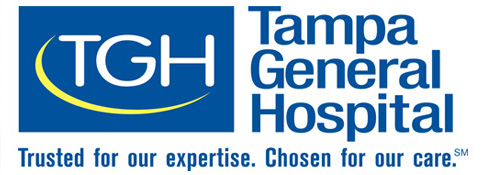 TGH
Tampa
General
Hospital
Trusted for our expertise. Chosen for our care.℠